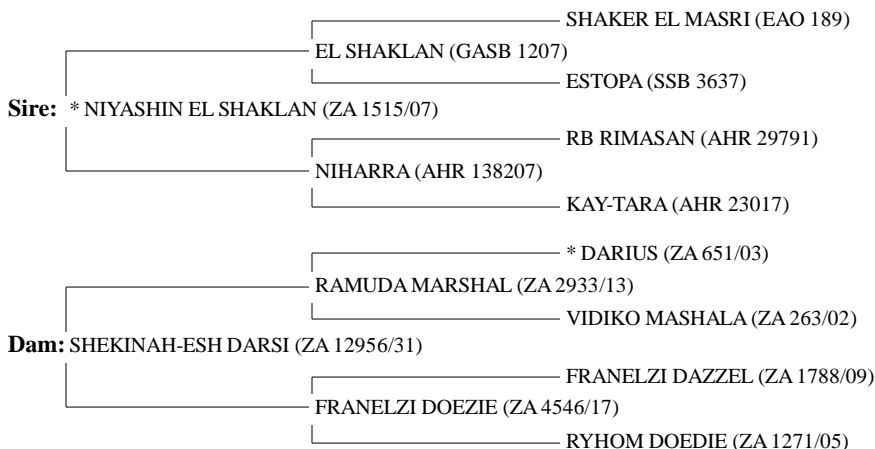 SHAKER EL MASRI (EAO 189)
EL SHAKLAN (GASB 1207)
ESTOPA (SSB 3637)
Sire: * NIYASHIN EL SHAKLAN (ZA 1515/07)
RB RIMASAN (AHR 29791)
NIHARRA (AHR 138207)
KAY-TARA (AHR 23017)
* DARIUS (ZA 651/03)
RAMUDA MARSHAL (ZA 2933/13)
VIDIKO MASHALA (ZA 263/02)
Dam: SHEKINAH-ESH DARSI (ZA 12956/31)
FRANELZI DAZZEL (ZA 1788/09)
FRANELZI DOEZIE (ZA 4546/17)
RYHOM DOEDIE (ZA 1271/05)